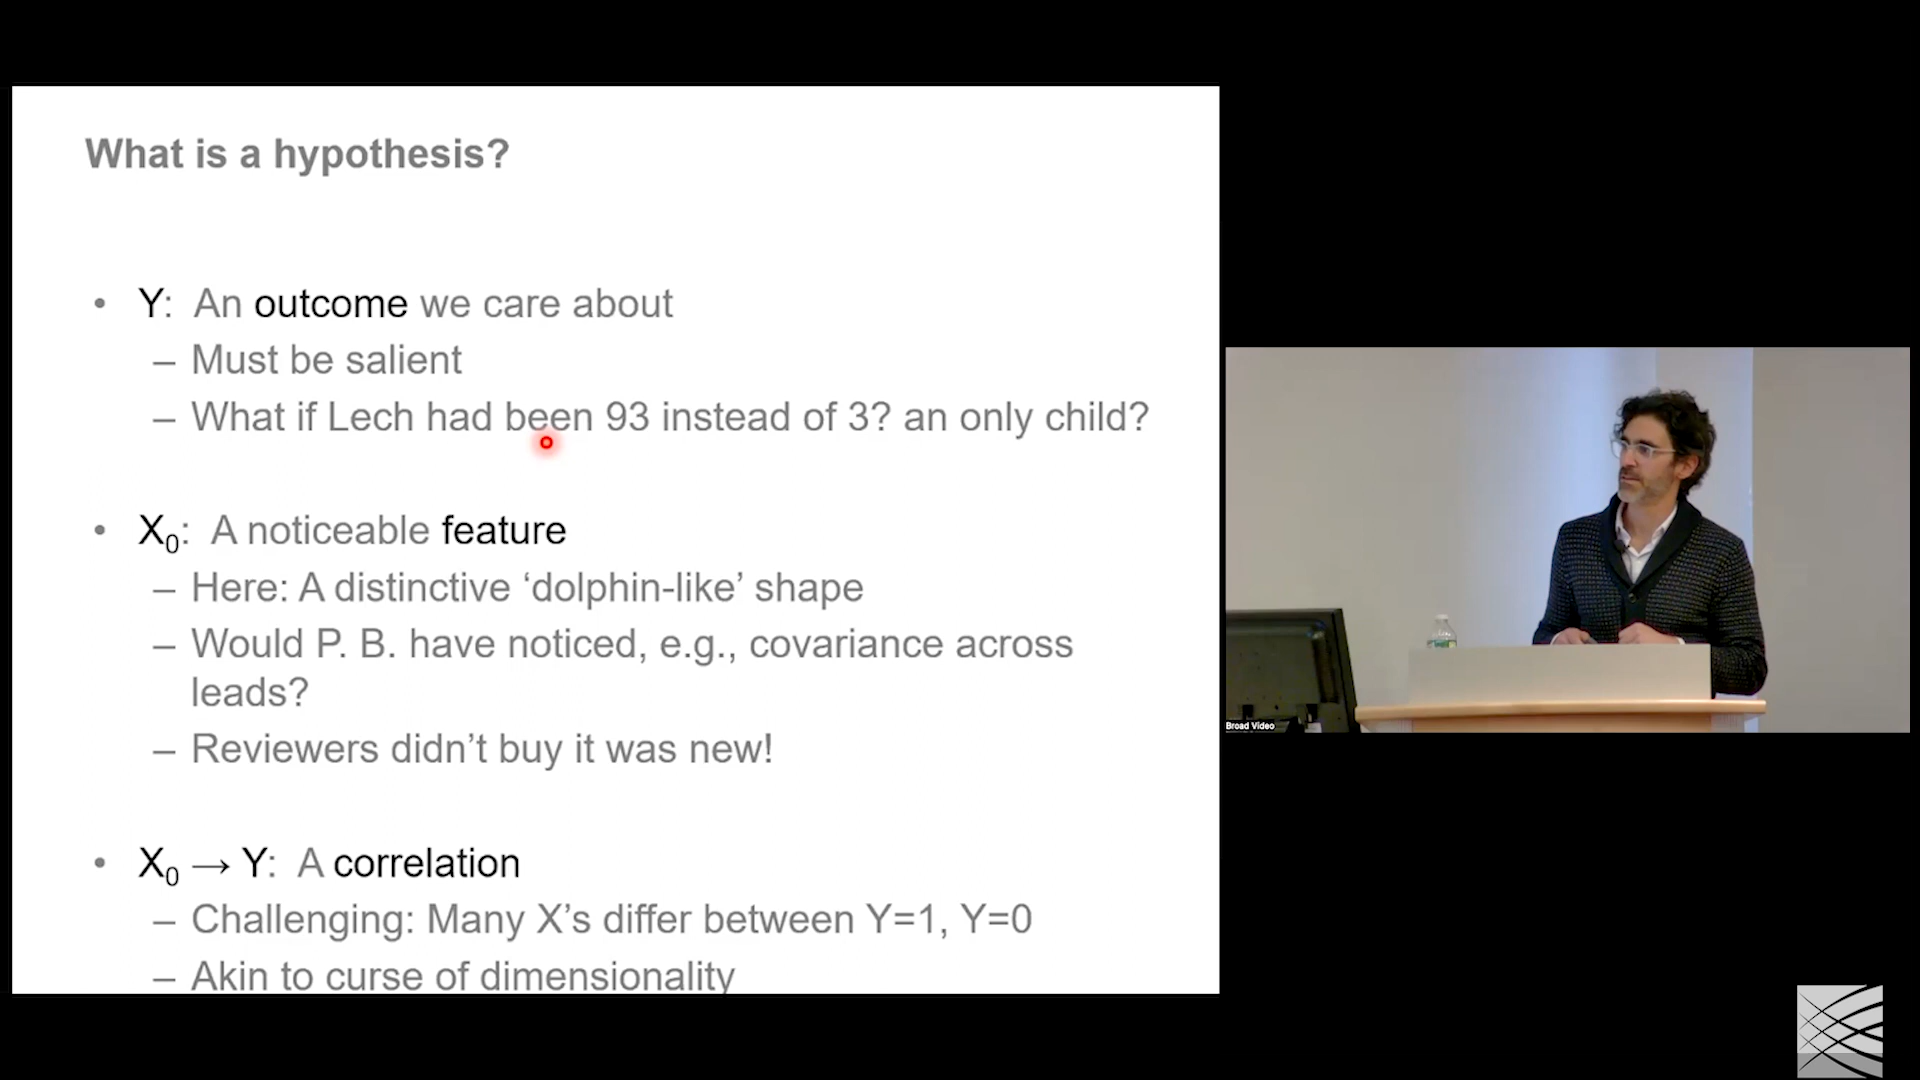 What is a hypothesis?
• Y: An outcome we care about
– Must be salient
– What if Lech had been 93 instead of 3? an only child?
• X₀: A noticeable feature
– Here: A distinctive ‘dolphin-like’ shape
– Would P. B. have noticed, e.g., covariance across
leads?
– Reviewers didn’t buy it was new!
• X₀ → Y: A correlation
– Challenging: Many X’s differ between Y=1, Y=0
– Akin to curse of dimensionality
Broad Video